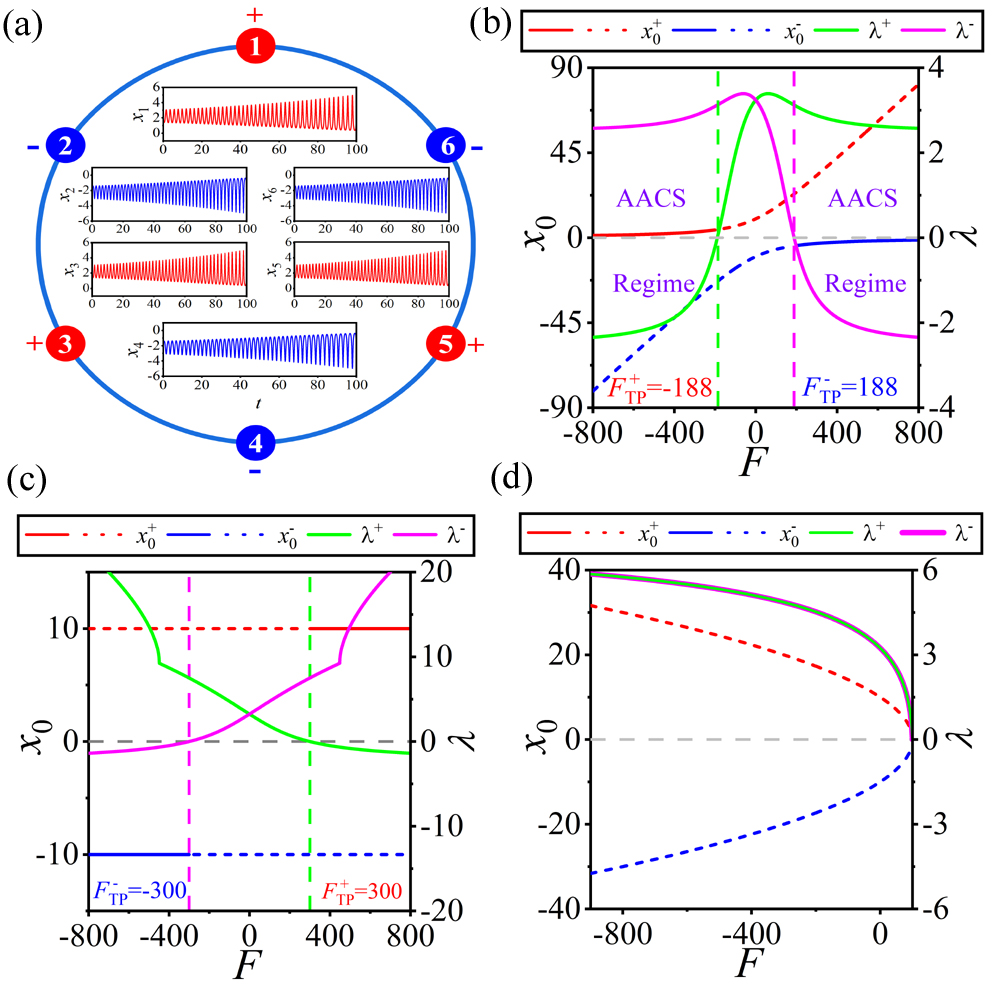 (a)
+
1
6
4
2
0
x1
0 20 40 60 80 100
- 2
6 -
0
-2
-4
6
x2
0 20 40 60 80 100
0
-2
-4
6
x6
0 20 40 60 80 100
6
4
2
0
x3
0 20 40 60 80 100
6
4
2
0
x5
0 20 40 60 80 100
+ 3
5 +
0
-2
-4
-6
x4
0 20 40 60 80 100
t
4
-
(b)
x0+ x0- λ+ λ-
90
45
0
-45
-90
x0
4
2
0
-2
-4
λ
AACS AACS
Regime Regime
F+TP=-188 F-TP=188
-800 -400 0 400 800
F
(c)
x0+ x0- λ+ λ-
10
0
-10
x0
20
10
0
-10
-20
λ
F-TP=-300 F+TP=300
-800 -400 0 400 800
F
(d)
x0+ x0- λ+ λ-
40
20
0
-20
-40
x0
6
3
0
-3
-6
λ
-800 -400 0
F